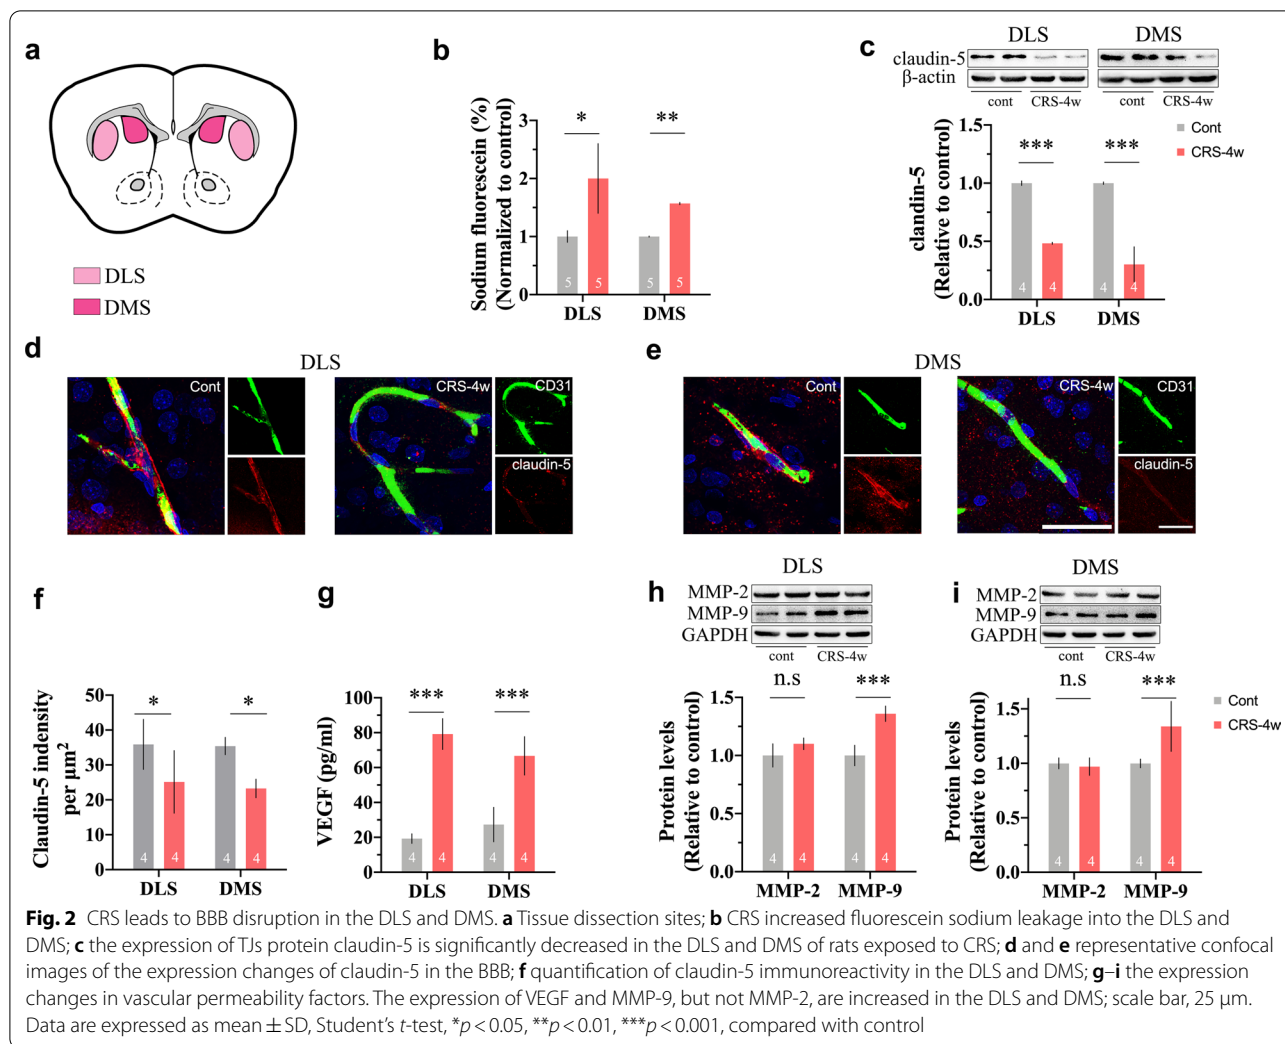 a
DLS
DMS
b
Sodium fluorescein (%)
(Normalized to control)
3
2
1
0
*
**
5
5
5
5
DLS
DMS
c
DLS
DMS
claudin-5
β-actin
cont
CRS-4w
cont
CRS-4w
clandin-5
(Relative to control)
1.5
1.0
0.5
0.0
***
***
4
4
4
4
DLS
DMS
Cont
CRS-4w
d
DLS
Cont
CRS-4w
CD31
claudin-5
e
DMS
Cont
CRS-4w
CD31
claudin-5
f
Claudin-5 indensity
per μm²
50
40
30
20
10
0
*
*
4
4
4
4
DLS
DMS
g
VEGF (pg/ml)
100
80
60
40
20
0
***
***
4
4
4
4
DLS
DMS
h
DLS
MMP-2
MMP-9
GAPDH
cont
CRS-4w
Protein levels
(Relative to control)
1.5
1.0
0.5
0.0
n.s
***
4
4
4
4
MMP-2
MMP-9
i
DMS
MMP-2
MMP-9
GAPDH
cont
CRS-4w
Protein levels
(Relative to control)
1.5
1.0
0.5
0.0
n.s
***
4
4
4
4
MMP-2
MMP-9
Cont
CRS-4w
Fig. 2 CRS leads to BBB disruption in the DLS and DMS. a Tissue dissection sites; b CRS increased fluorescein sodium leakage into the DLS and
DMS; c the expression of TJs protein claudin-5 is significantly decreased in the DLS and DMS of rats exposed to CRS; d and e representative confocal
images of the expression changes of claudin-5 in the BBB; f quantification of claudin-5 immunoreactivity in the DLS and DMS; g–i the expression
changes in vascular permeability factors. The expression of VEGF and MMP-9, but not MMP-2, are increased in the DLS and DMS; scale bar, 25 μm.
Data are expressed as mean ± SD, Student's t-test, *p < 0.05, **p < 0.01, ***p < 0.001, compared with control